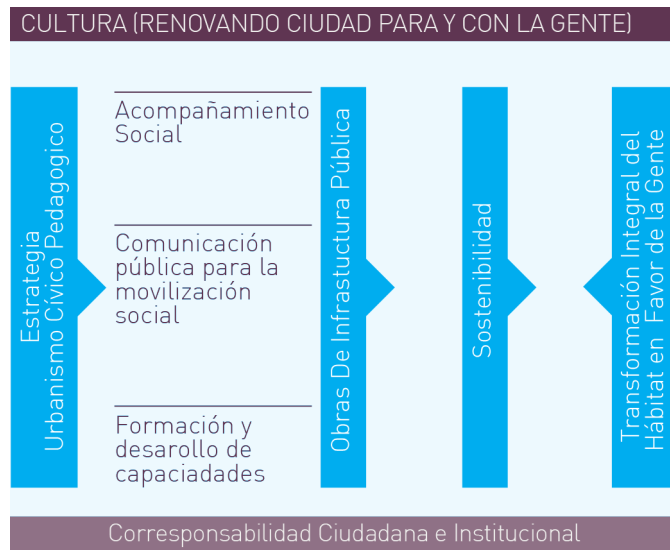 CULTURA (RENOVANDO CIUDAD PARA Y CON LA GENTE)
Estrategia
Urbanismo Cívico Pedagogico
Acompañamiento
Social
Comunicación
pública para la
movilización
social
Formación y
desarollo de
capaciadades
Obras De Infrastuctura Pública
Sostenibilidad
Transformación Integral del
Hábitat en Favor de la Gente
Corresponsabilidad Ciudadana e Institucional